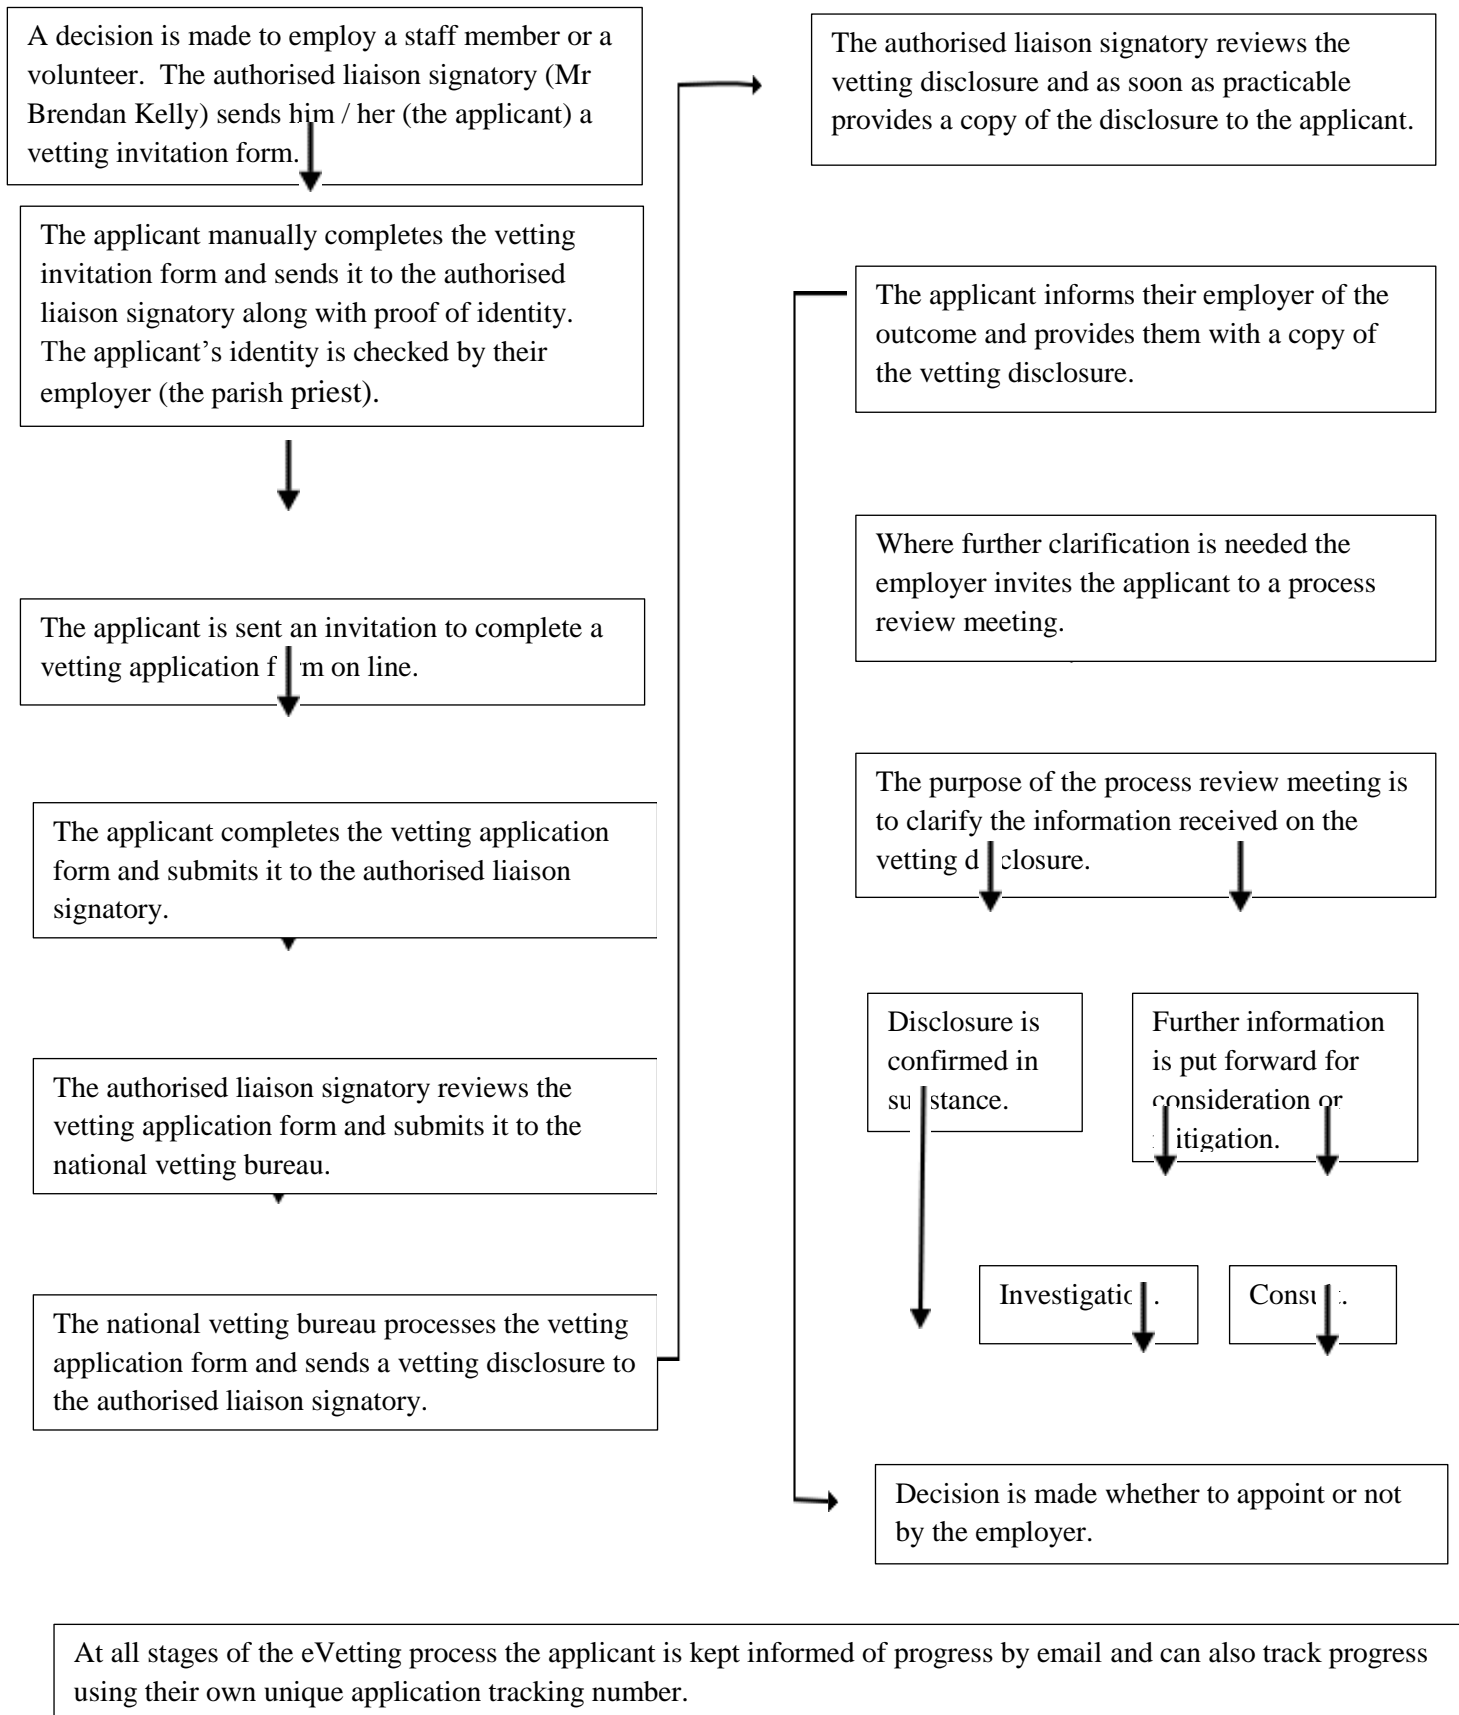 A decision is made to employ a staff member or a
volunteer.  The authorised liaison signatory (Mr
Brendan Kelly) sends him / her (the applicant) a
vetting invitation form.
The applicant manually completes the vetting
invitation form and sends it to the authorised
liaison signatory along with proof of identity.
The applicant’s identity is checked by their
employer (the parish priest).
The applicant is sent an invitation to complete a
vetting application form on line.
The applicant completes the vetting application
form and submits it to the authorised liaison
signatory.
The authorised liaison signatory reviews the
vetting application form and submits it to the
national vetting bureau.
The national vetting bureau processes the vetting
application form and sends a vetting disclosure to
the authorised liaison signatory.
The authorised liaison signatory reviews the
vetting disclosure and as soon as practicable
provides a copy of the disclosure to the applicant.
The applicant informs their employer of the
outcome and provides them with a copy of
the vetting disclosure.
Where further clarification is needed the
employer invites the applicant to a process
review meeting.
The purpose of the process review meeting is
to clarify the information received on the
vetting disclosure.
Disclosure is
confirmed in
substance.
Further information
is put forward for
consideration or
mitigation.
Investigation.
Consult.
Decision is made whether to appoint or not
by the employer.
At all stages of the eVetting process the applicant is kept informed of progress by email and can also track progress
using their own unique application tracking number.